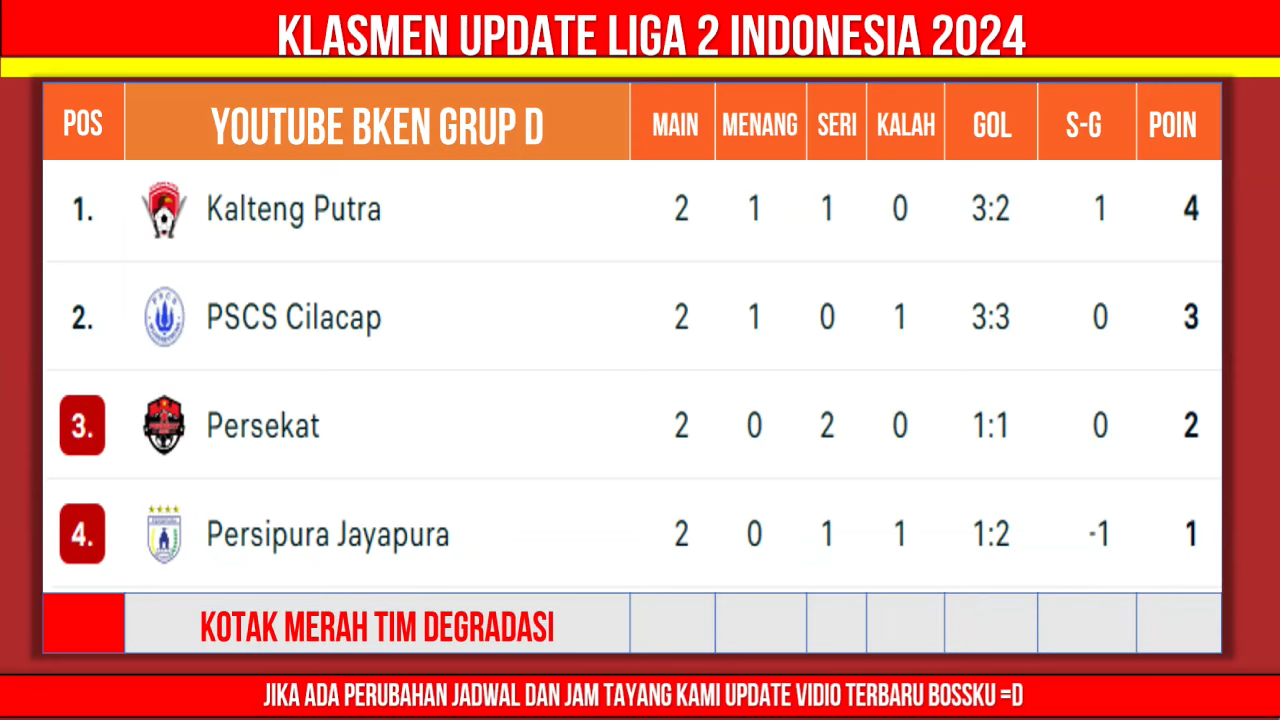 KLASMEN UPDATE LIGA 2 INDONESIA 2024
POS YOUTUBE BKEN GRUP D MAIN MENANG SERI KALAH GOL S-G POIN
1. Kalteng Putra 2 1 1 0 3:2 1 4
2. PSCS PSCS Cilacap 2 1 0 1 3:3 0 3
3. Persekat 2 0 2 0 1:1 0 2
4. Persipura Jayapura 2 0 1 1 1:2 -1 1
KOTAK MERAH TIM DEGRADASI
JIKA ADA PERUBAHAN JADWAL DAN JAM TAYANG KAMI UPDATE VIDIO TERBARU BOSSKU =D